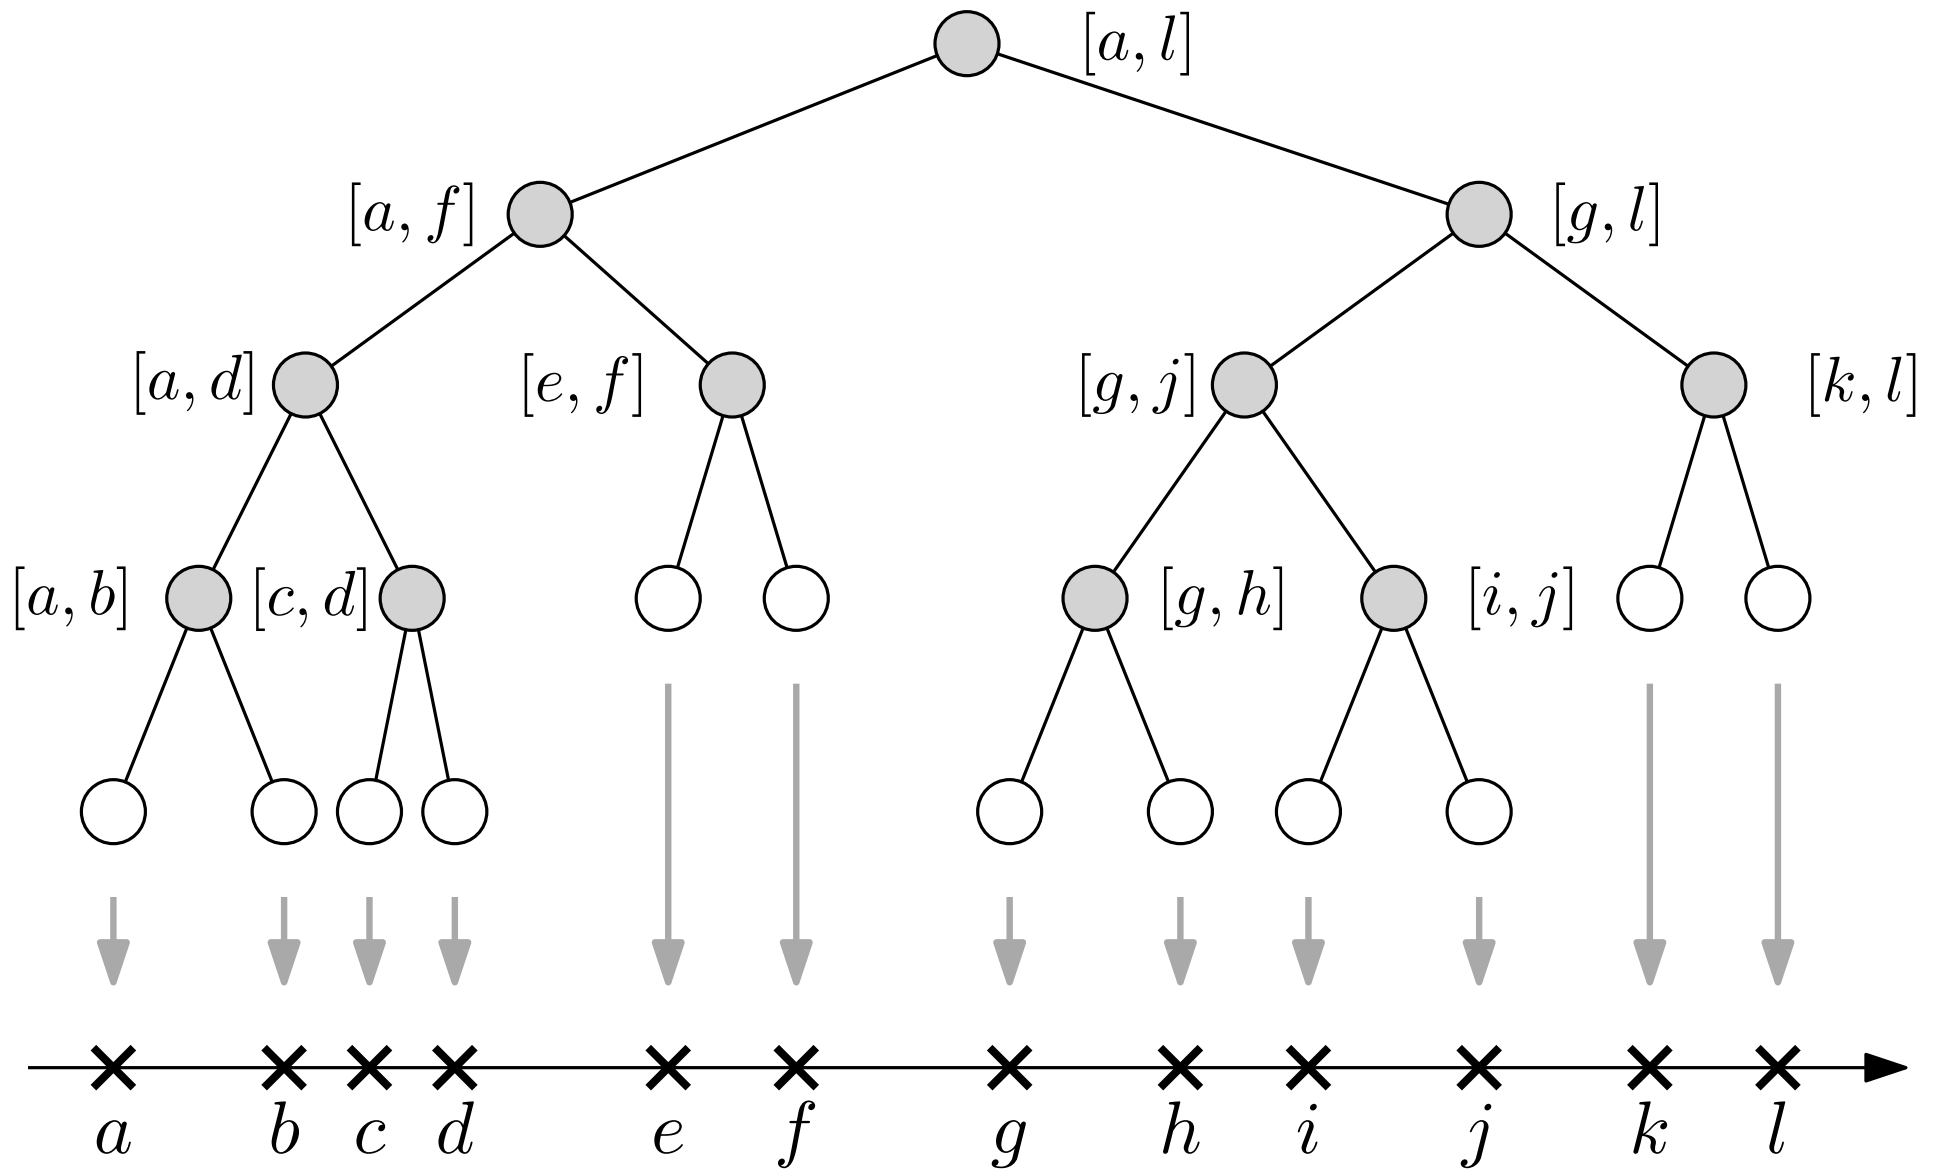 [a, l]
[a, f] [g, l]
[a, d] [e, f] [g, j] [k, l]
[a, b] [c, d] [g, h] [i, j]
a b c d e f g h i j k l